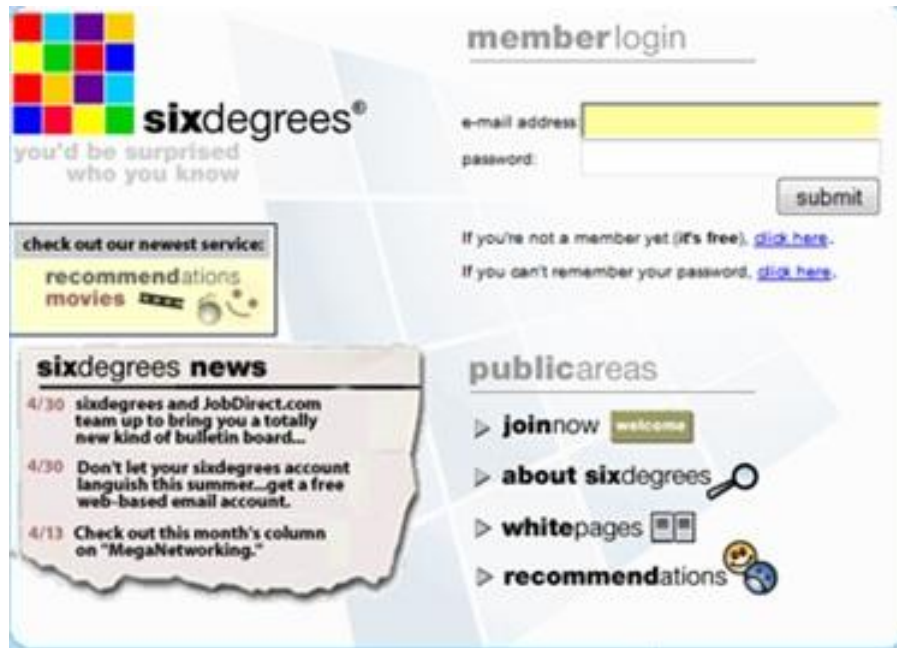 sixdegrees®
you'd be surprised
who you know
check out our newest service:
recommendations
movies
sixdegrees news
4/30 sixdegrees and JobDirect.com
team up to bring you a totally
new kind of bulletin board...
4/30 Don't let your sixdegrees account
languish this summer...get a free
web-based email account.
4/13 Check out this month's column
on "MegaNetworking."
memberlogin
e-mail address
password:
submit
If you're not a member yet (it's free), click here.
If you can't remember your password, click here.
publicareas
joinnow welcome
about sixdegrees
whitepages
recommendations